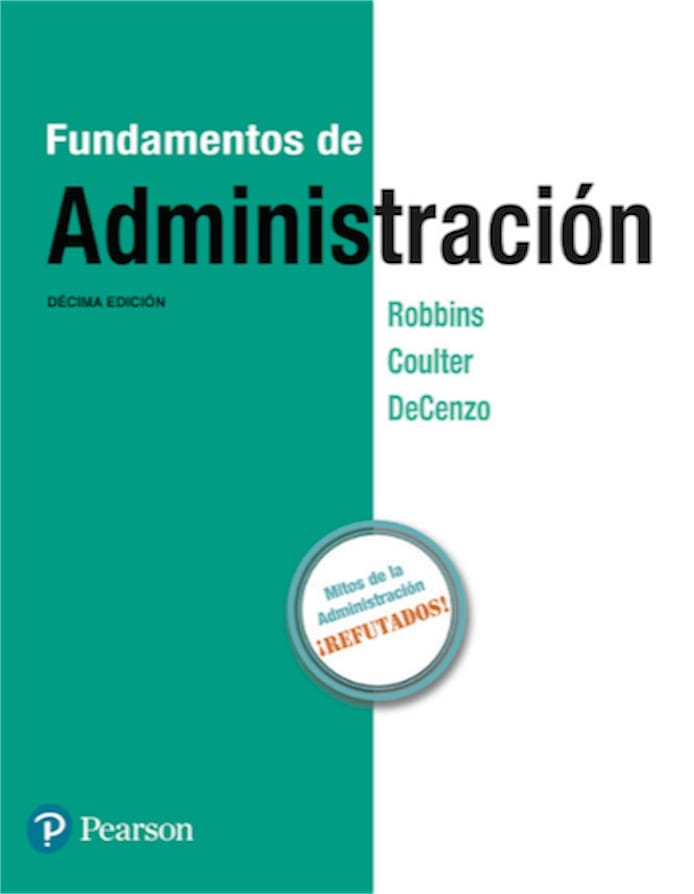 Fundamentos de
Administración
DÉCIMA EDICIÓN
Robbins
Coulter
DeCenzo
Mitos de la
Administración
¡REFUTADOS!
Pearson